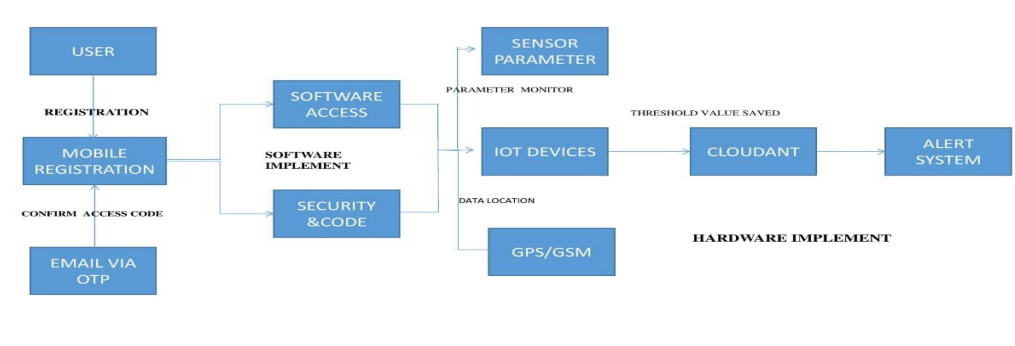 USER
REGISTRATION
MOBILE
REGISTRATION
CONFIRM ACCESS CODE
EMAIL VIA
OTP
SOFTWARE
ACCESS
SOFTWARE
IMPLEMENT
SECURITY
&CODE
SENSOR
PARAMETER
PARAMETER MONITOR
IOT DEVICES
DATA LOCATION
GPS/GSM
THRESHOLD VALUE SAVED
CLOUDANT
ALERT
SYSTEM
HARDWARE IMPLEMENT